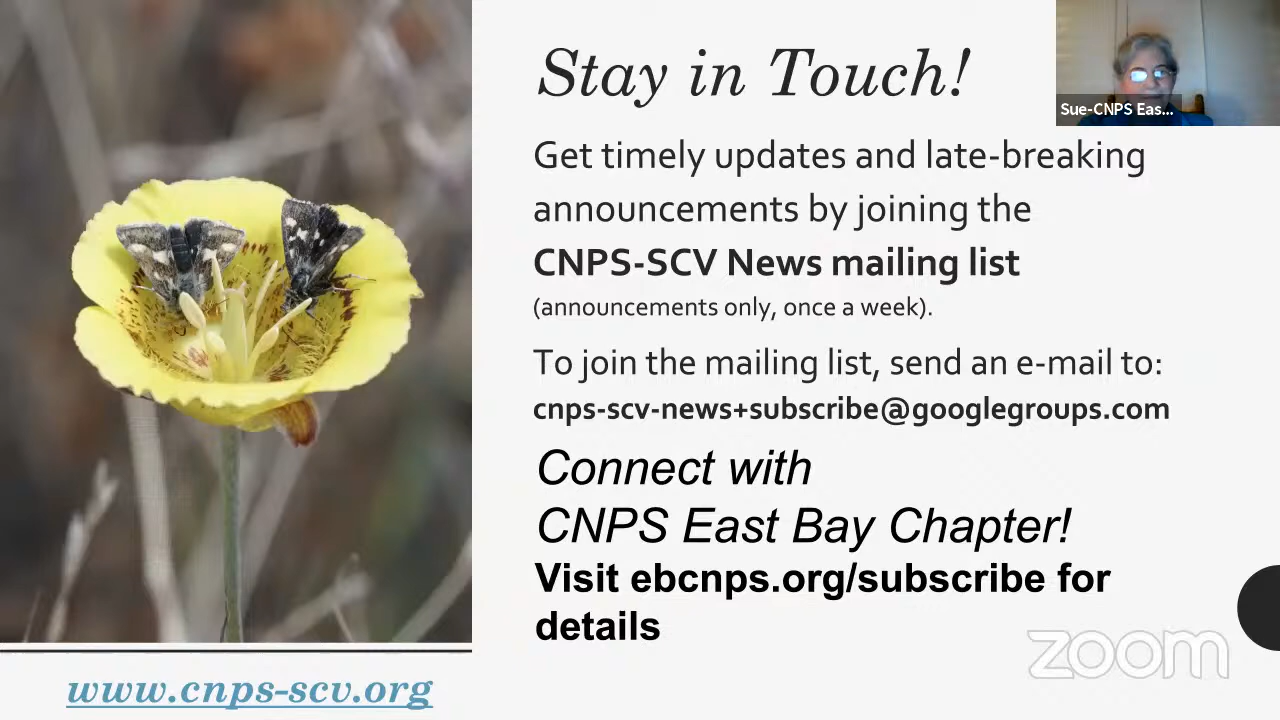 Stay in Touch!
Sue-CNPS Eas...
Get timely updates and late-breaking
announcements by joining the
CNPS-SCV News mailing list
(announcements only, once a week).
To join the mailing list, send an e-mail to:
cnps-scv-news+subscribe@googlegroups.com
Connect with
CNPS East Bay Chapter!
Visit ebcnps.org/subscribe for
details
zoom
www.cnps-scv.org